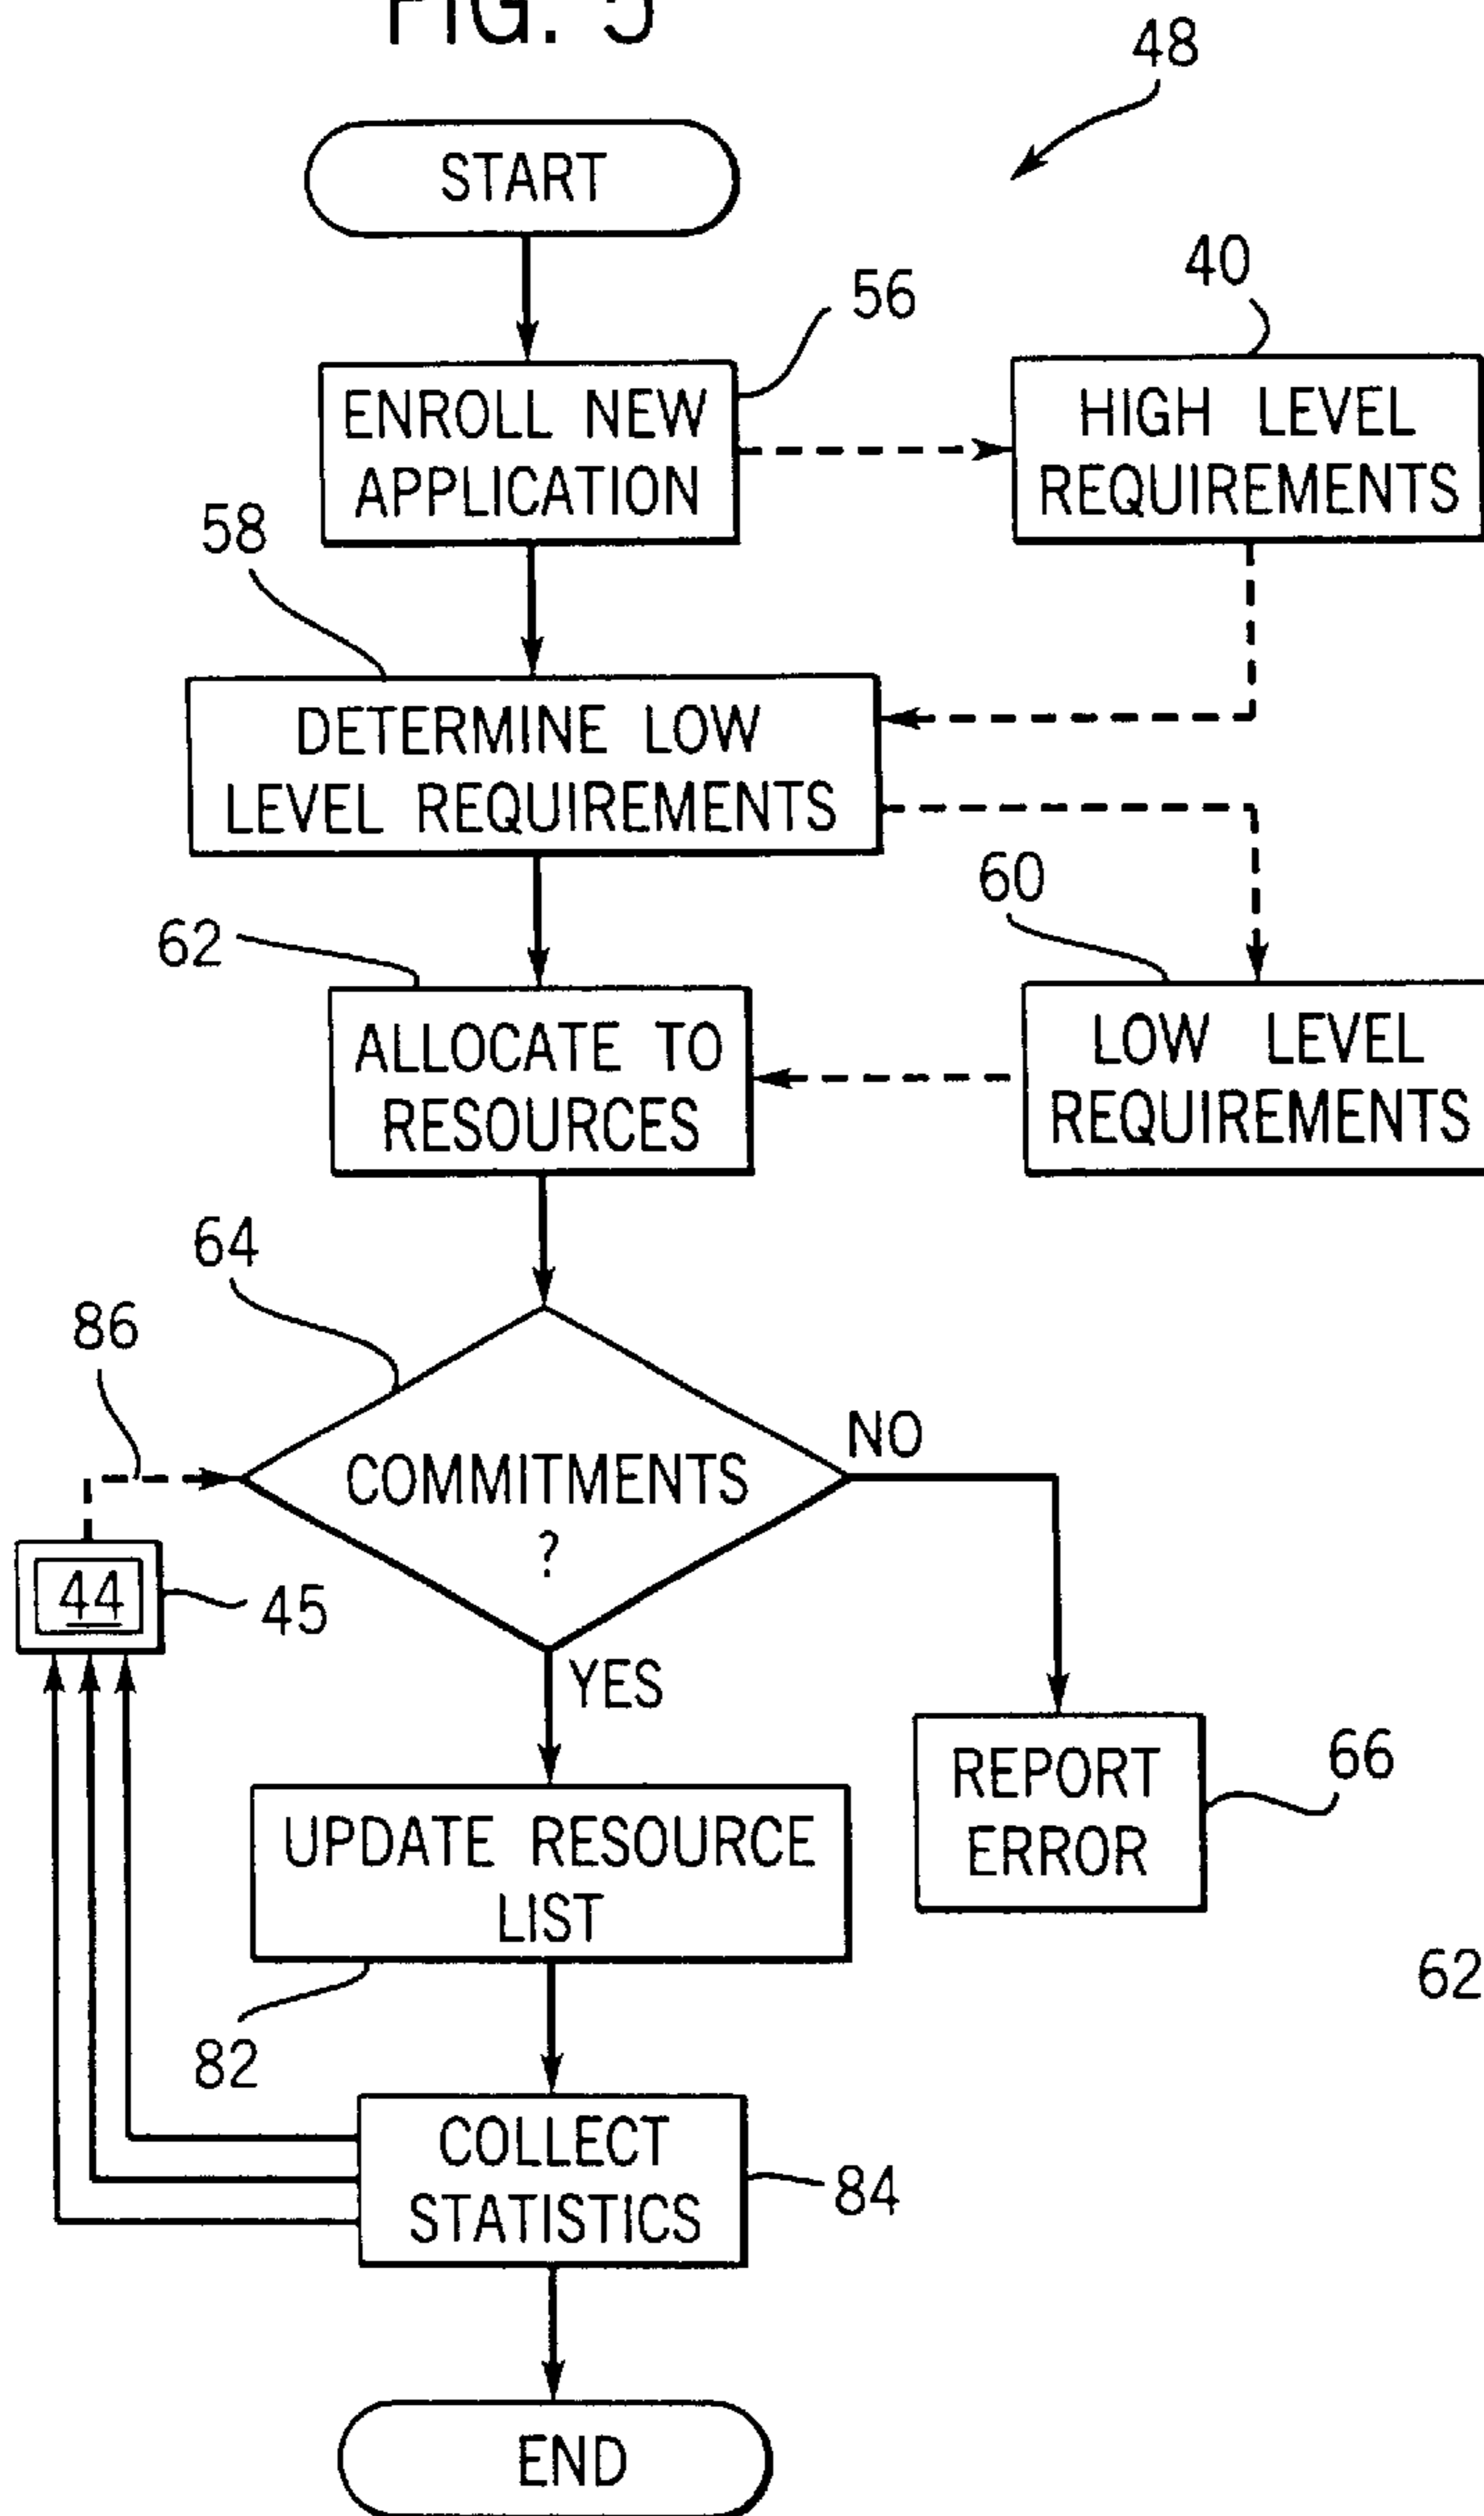 FIG. 5
48
START
40
56
ENROLL NEW
APPLICATION
HIGH LEVEL
REQUIREMENTS
58
DETERMINE LOW
LEVEL REQUIREMENTS
60
62
ALLOCATE TO
RESOURCES
LOW LEVEL
REQUIREMENTS
64
86
NO
COMMITMENTS
?
44
45
YES
REPORT
ERROR
66
UPDATE RESOURCE
LIST
62
82
COLLECT
STATISTICS
84
END